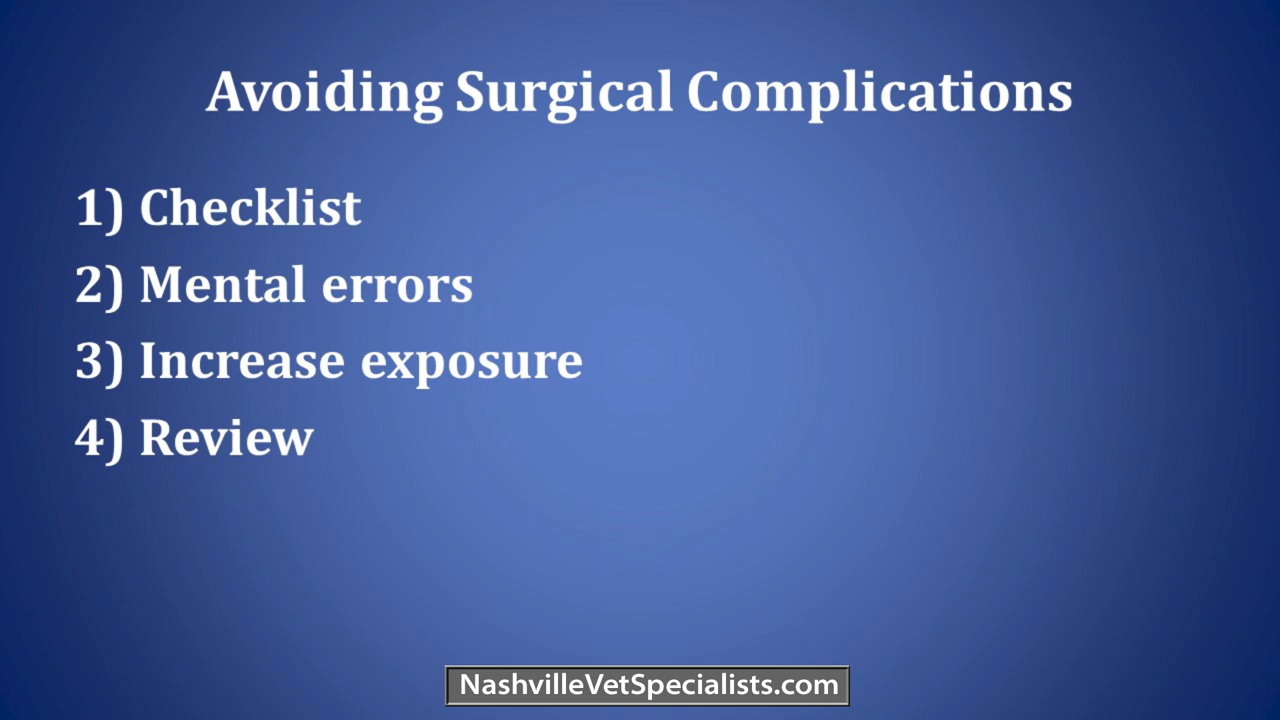 Avoiding Surgical Complications
1) Checklist
2) Mental errors
3) Increase exposure
4) Review
NashvilleVetSpecialists.com